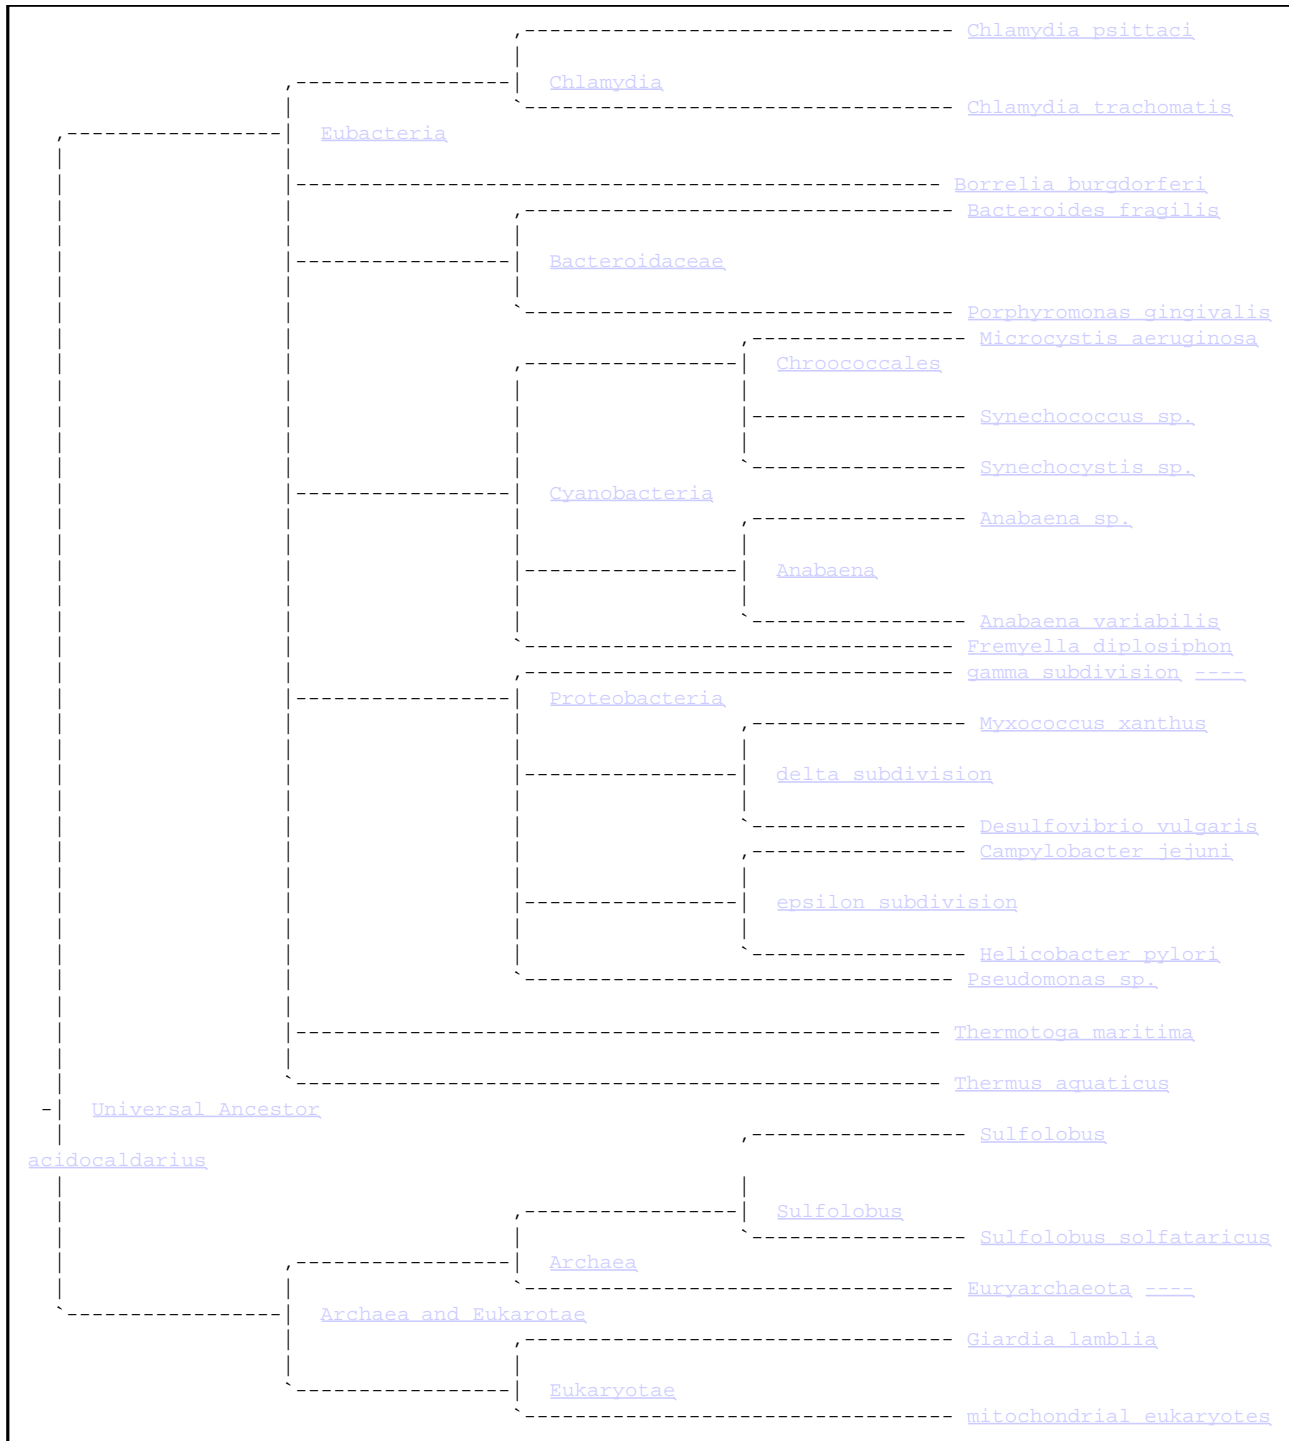 Chlamydia psittaci
Chlamydia
Chlamydia trachomatis
Eubacteria
Borrelia burgdorferi
Bacteroides fragilis
Bacteroidaceae
Porphyromonas gingivalis
Microcystis aeruginosa
Chroococcales
Synechococcus sp.
Synechocystis sp.
Cyanobacteria
Anabaena sp.
Anabaena
Anabaena variabilis
Fremyella diplosiphon
gamma subdivision ----
Proteobacteria
Myxococcus xanthus
delta subdivision
Desulfovibrio vulgaris
Campylobacter jejuni
epsilon subdivision
Helicobacter pylori
Pseudomonas sp.
Thermotoga maritima
Thermus aquaticus
Universal Ancestor
Sulfolobus
acidocaldarius
Sulfolobus
Sulfolobus solfataricus
Archaea
Euryarchaeota ----
Archaea and Eukarotae
Giardia lamblia
Eukaryotae
mitochondrial eukaryotes